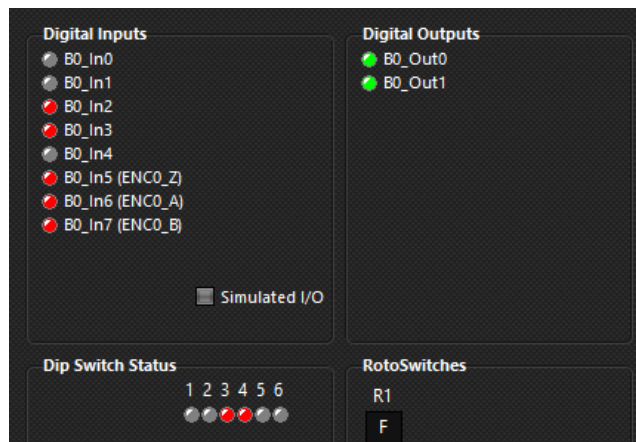 Digital Inputs
B0_In0
B0_In1
B0_In2
B0_In3
B0_In4
B0_In5 (ENC0_Z)
B0_In6 (ENC0_A)
B0_In7 (ENC0_B)
Simulated I/O
Digital Outputs
B0_Out0
B0_Out1
Dip Switch Status
1 2 3 4 5 6
RotoSwitches
R1
F